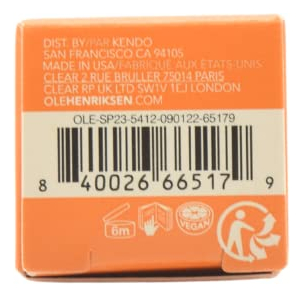 DIST. BY/PAR KENDO
SAN FRANCISCO CA 94105
MADE IN USA/FABRIQUÉ AUX ÉTATS-UNIS
CLEAR 2 RUE BRULLER 75014 PARIS
CLEAR RP UK LTD SW1V 1EJ LONDON
OLEHENRIKSEN.COM
OLE-SP23-5412-090122-65179
8 40026 66517 9
6M
VEGAN